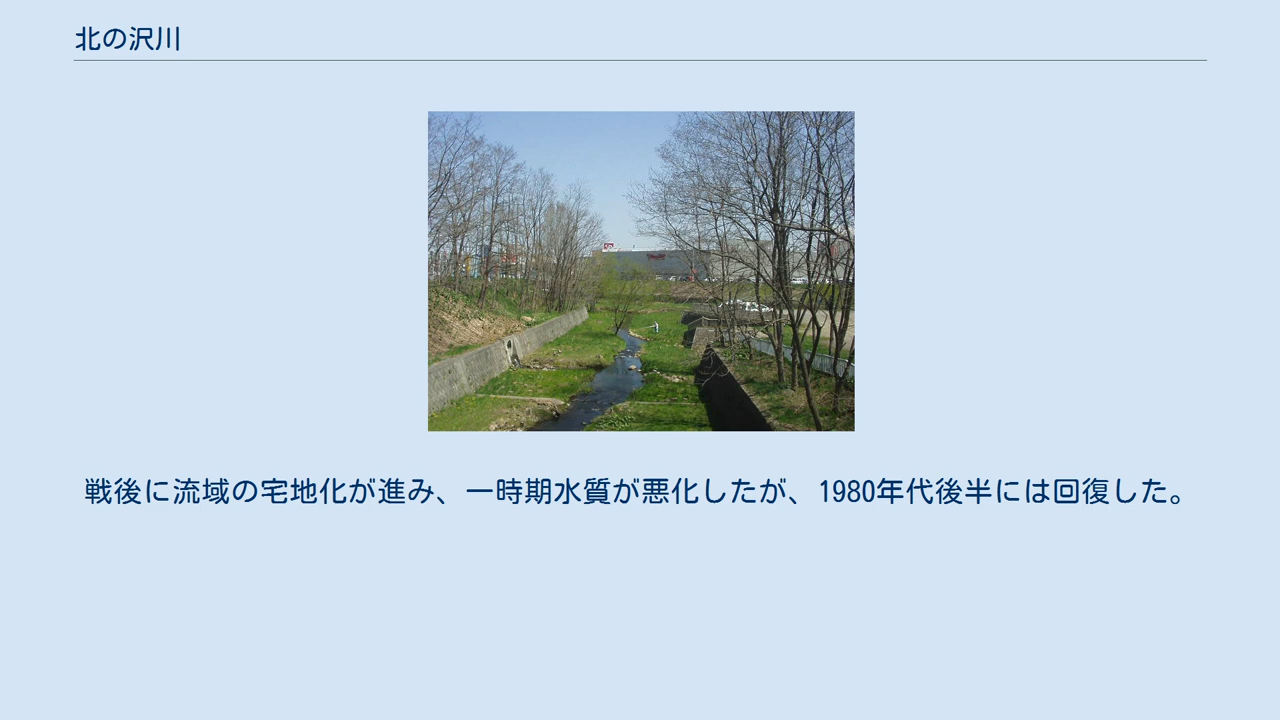 北の沢川
戦後に流域の宅地化が進み、一時期水質が悪化したが、1980年代後半には回復した。